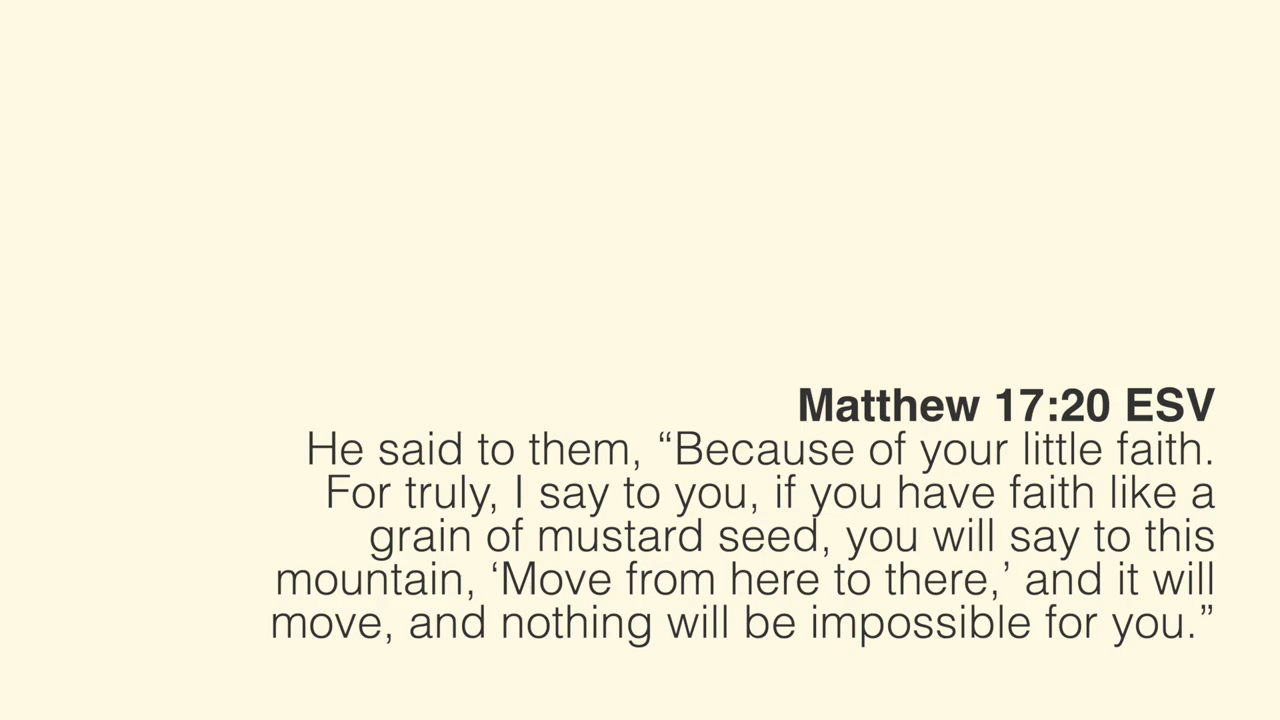 Matthew 17:20 ESV
He said to them, “Because of your little faith.
For truly, I say to you, if you have faith like a
grain of mustard seed, you will say to this
mountain, ‘Move from here to there,’ and it will
move, and nothing will be impossible for you.”